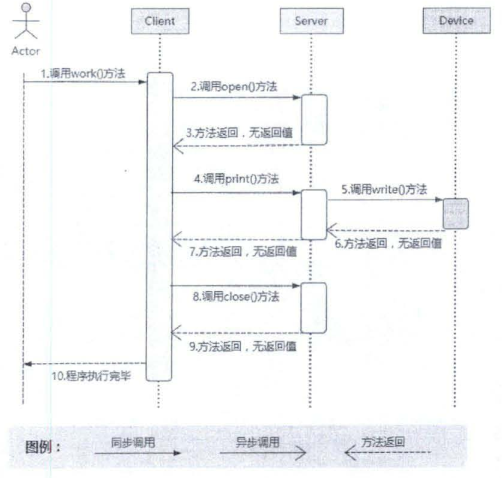 Client
Server
Device
Actor
1.调用work()方法
2.调用open()方法
3.方法返回，无返回值
4.调用print()方法
5.调用write()方法
6.方法返回，无返回值
7.方法返回，无返回值
8.调用close()方法
9.方法返回，无返回值
10.程序执行完毕
图例：
同步调用
异步调用
方法返回